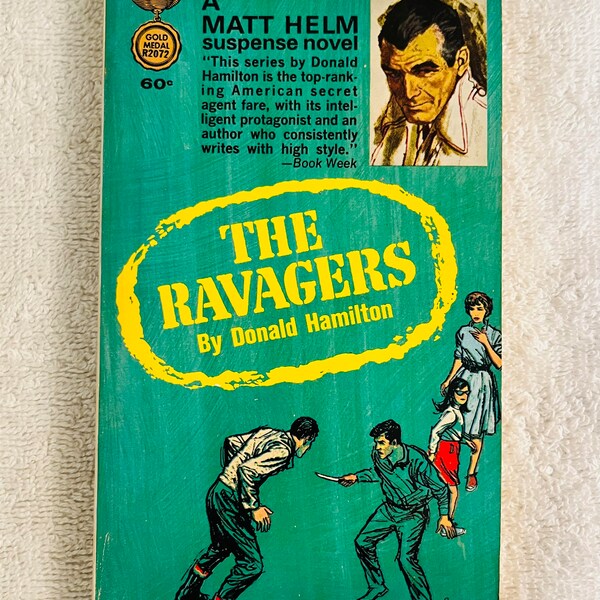 A
MATT HELM
suspense novel
"This series by Donald
Hamilton is the top-rank-
ing American secret
agent fare, with its intel-
ligent protagonist and an
author who consistently
writes with high style."
—Book Week
GOLD
MEDAL
R2072
60c
THE
RAVAGERS
By Donald Hamilton